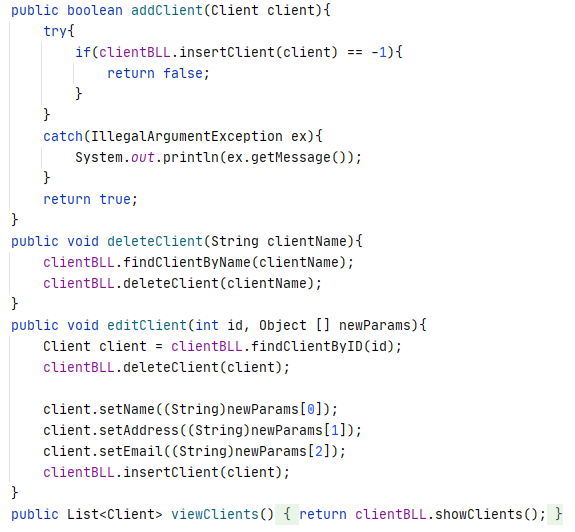 public boolean addClient(Client client){
    try{
        if(clientBLL.insertClient(client) == -1){
            return false;
        }
    }
    catch(IllegalArgumentException ex){
        System.out.println(ex.getMessage());
    }
    return true;
}
public void deleteClient(String clientName){
    clientBLL.findClientByName(clientName);
    clientBLL.deleteClient(clientName);
}
public void editClient(int id, Object [] newParams){
    Client client = clientBLL.findClientByID(id);
    clientBLL.deleteClient(client);

    client.setName((String)newParams[0]);
    client.setAddress((String)newParams[1]);
    client.setEmail((String)newParams[2]);
    clientBLL.insertClient(client);
}
public List<Client> viewClients() { return clientBLL.showClients(); }